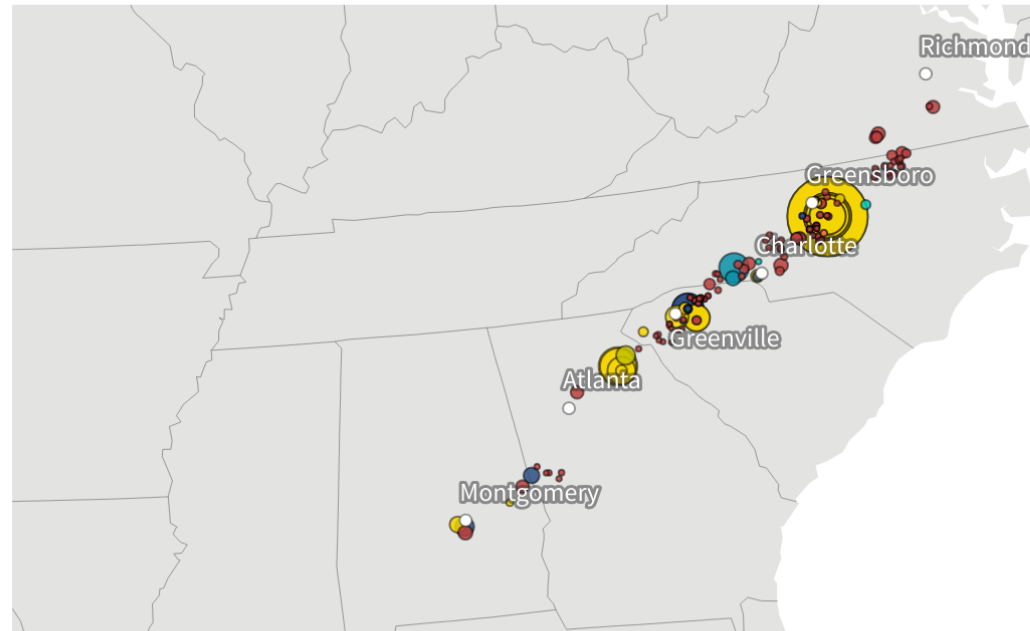 Richmond
Greensboro
Charlotte
Greenville
Atlanta
Montgomery